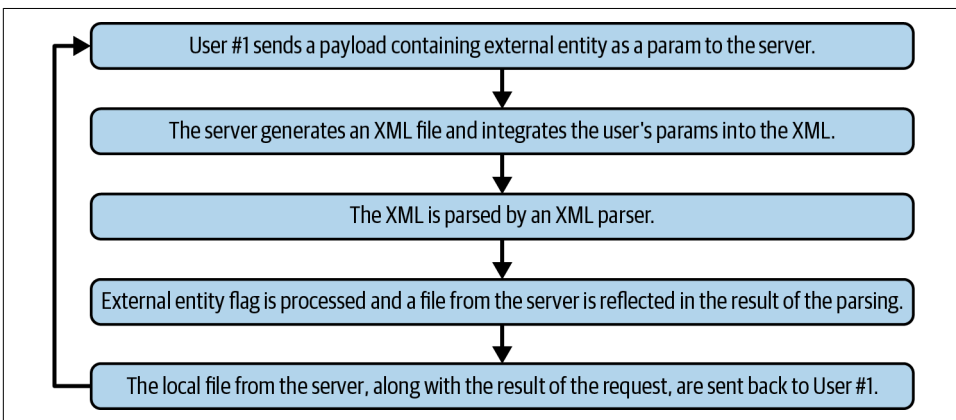 User #1 sends a payload containing external entity as a param to the server.
The server generates an XML file and integrates the user's params into the XML.
The XML is parsed by an XML parser.
External entity flag is processed and a file from the server is reflected in the result of the parsing.
The local file from the server, along with the result of the request, are sent back to User #1.